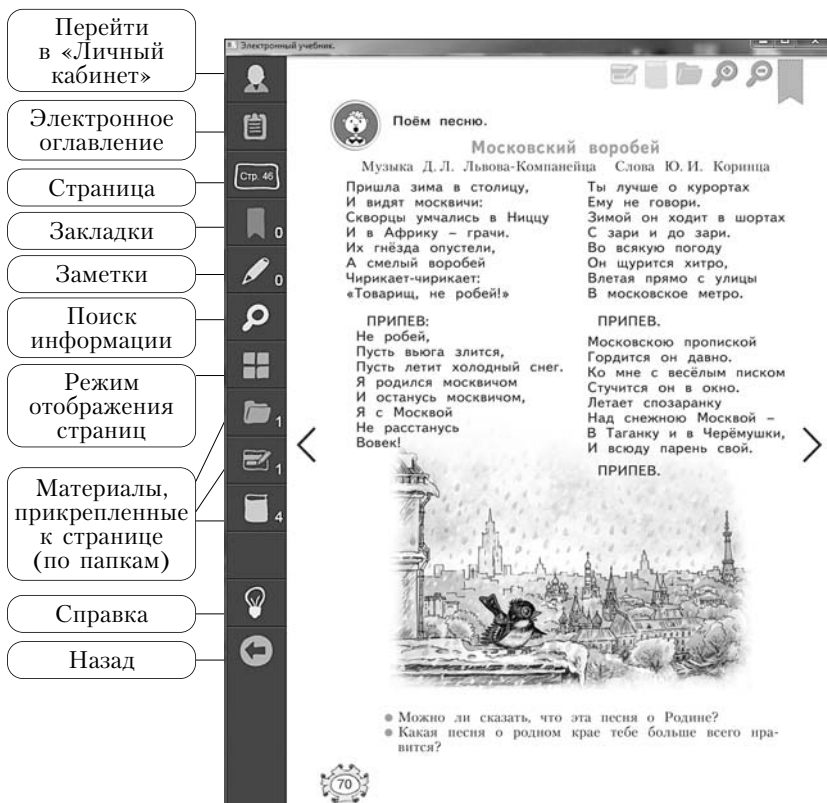 Перейти
в «Личный
кабинет»
Электронное
оглавление
Страница
Закладки
Заметки
Поиск
информации
Режим
отображения
страниц
Материалы,
прикрепленные
к странице
(по папкам)
Справка
Назад
Электронный учебник.
Стр. 46
0
0
1
1
4
Поём песню.
Московский воробей
Музыка Д. Л. Львова-Компанейца Слова Ю. И. Коринца
Пришла зима в столицу,
И видят москвичи:
Скворцы умчались в Ниццу
И в Африку – грачи.
Их гнёзда опустели,
А смелый воробей
Чирикает-чирикает:
«Товарищ, не робей!»
ПРИПЕВ:
Не робей,
Пусть вьюга злится,
Пусть летит холодный снег.
Я родился москвичом
И останусь москвичом,
Я с Москвой
Не расстанусь
Вовек!
Ты лучше о курортах
Ему не говори.
Зимой он ходит в шортах
С зари и до зари.
Во всякую погоду
Он щурится хитро,
Влетая прямо с улицы
В московское метро.
ПРИПЕВ.
Московскою пропиской
Гордится он давно.
Ко мне с весёлым писком
Стучится он в окно.
Летает спозаранку
Над снежною Москвой –
В Таганку и в Черёмушки,
И всюду парень свой.
ПРИПЕВ.
Можно ли сказать, что эта песня о Родине?
Какая песня о родном крае тебе больше всего нра-
вится?
70